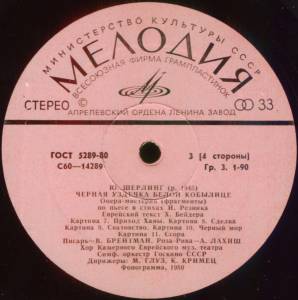 МИНИСТЕРСТВО КУЛЬТУРЫ СССР
МЕЛОДИЯ
ВСЕСОЮЗНАЯ ФИРМА ГРАМПЛАСТИНОК
СТЕРЕО
33
АПРЕЛЕВСКИЙ ОРДЕНА ЛЕНИНА ЗАВОД
ГОСТ 5289-80
3 [4 стороны]
С60—14289
Гр. 3. 1-90
Ю. ШЕРЛИНГ (р. 1945)
ЧЕРНАЯ УЗДЕЧКА БЕЛОЙ КОБЫЛИЦЕ
Опера-мистерия (фрагменты)
по пьесе в стихах И. Резника
Еврейский текст Х. Бейдера
Картина 7. Приход Ханы. Картина 8. Сделка
Картина 9. Сватовство. Картина 10. Черный мор
Картина 11. Ссора
Писарь—В. БРЕНТМАН, Роза-Рива—А. ЛАХИШ
Хор Камерного Еврейского муз. театра
Симф. оркестр Госкино СССР
Дирижеры: М. ГЛУЗ, К. КРИМЕЦ
Фонограмма, 1980